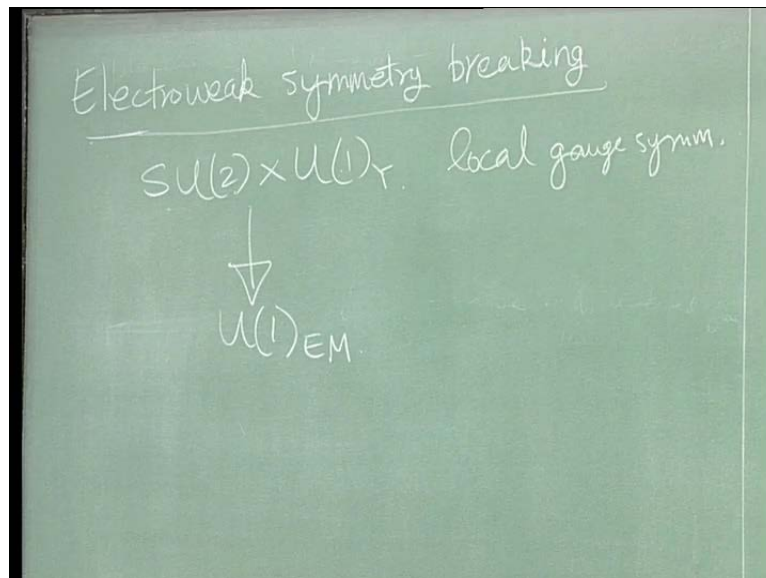 Electroweak symmetry breaking
SU(2)×U(1)Y. local gauge symm.
U(1)EM.